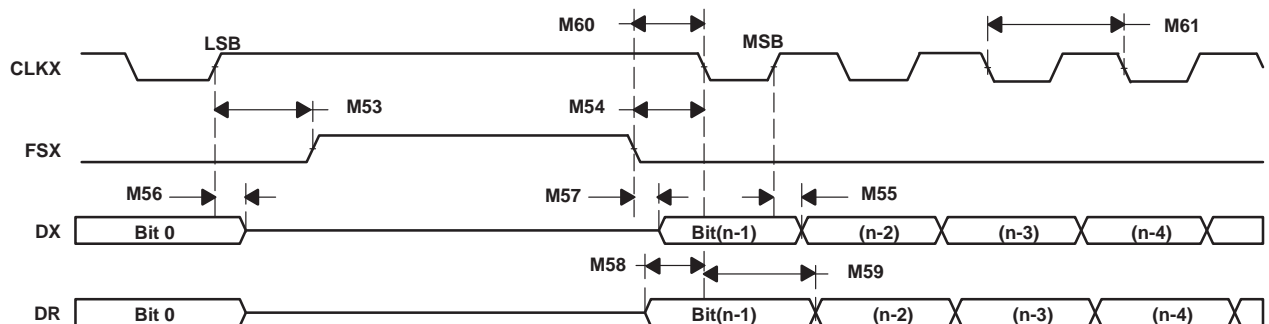 M60
M61
LSB
MSB
CLKX
M53
M54
FSX
M56
M57
M55
DX
Bit 0
Bit(n-1)
(n-2)
(n-3)
(n-4)
M58
M59
DR
Bit 0
Bit(n-1)
(n-2)
(n-3)
(n-4)